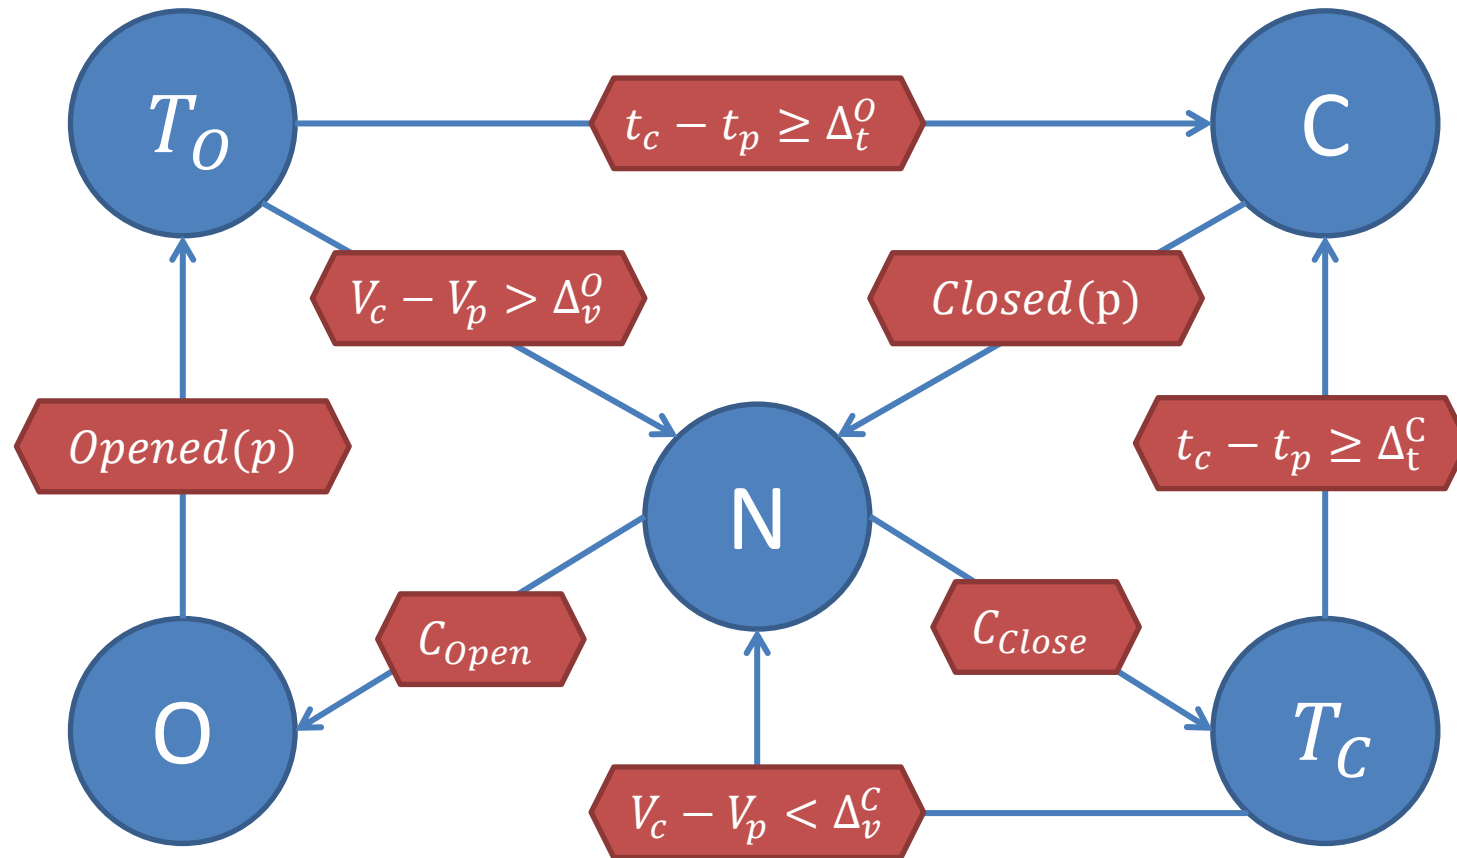 T_O
t_c − t_p ≥ Δ_t^O
C
V_c − V_p > Δ_v^O
Closed(p)
Opened(p)
t_c − t_p ≥ Δ_t^C
N
C_Open
C_Close
O
T_C
V_c − V_p < Δ_v^C